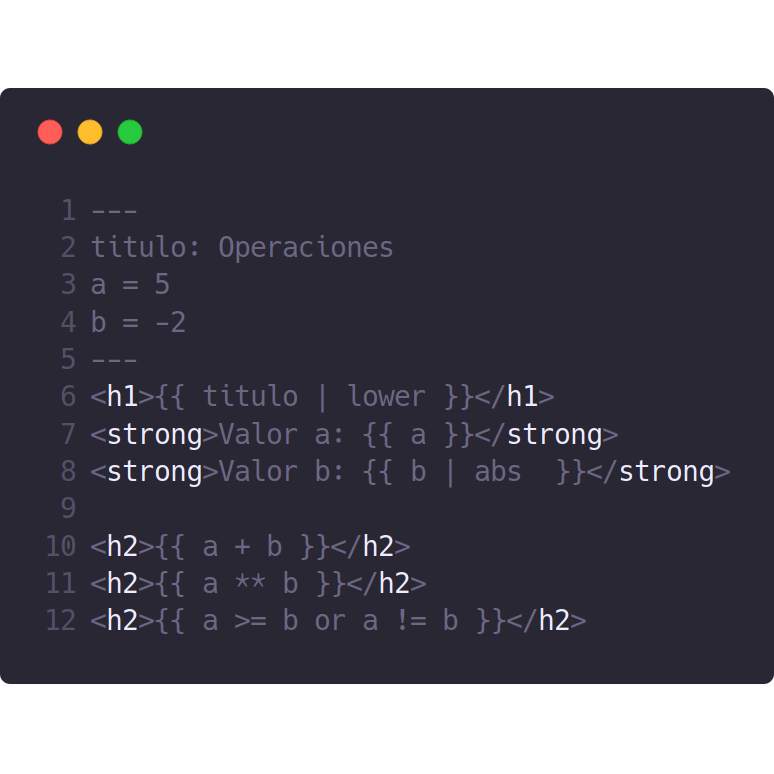 1 ---
2 titulo: Operaciones
3 a = 5
4 b = -2
5 ---
6 <h1>{{ titulo | lower }}</h1>
7 <strong>Valor a: {{ a }}</strong>
8 <strong>Valor b: {{ b | abs  }}</strong>
9
10 <h2>{{ a + b }}</h2>
11 <h2>{{ a ** b }}</h2>
12 <h2>{{ a >= b or a != b }}</h2>